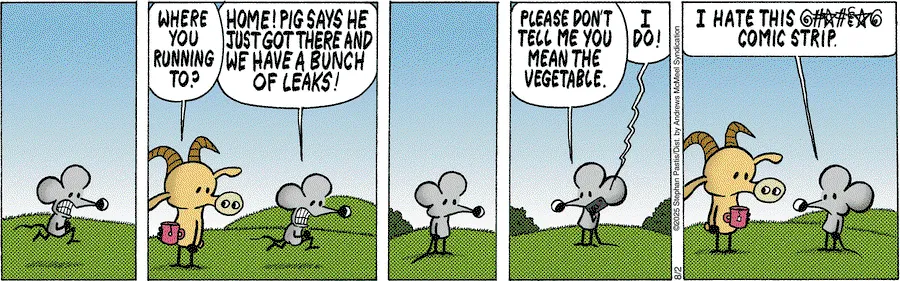 WHERE
YOU
RUNNING
TO?
HOME! PIG SAYS HE
JUST GOT THERE AND
WE HAVE A BUNCH
OF LEAKS!
PLEASE DON'T
TELL ME YOU
MEAN THE
VEGETABLE.
I
DO!
©2025 Stephan Pastis/Dist. by Andrews McMeel Syndication
8/2
I HATE THIS @#☆#!☆@
COMIC STRIP.